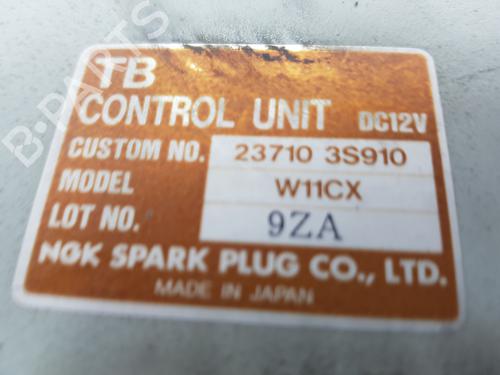 TB
CONTROL UNIT DC12V
CUSTOM NO. 23710 3S910
MODEL W11CX
LOT NO. 9ZA
NGK SPARK PLUG CO., LTD.
MADE IN JAPAN
B-PARTS